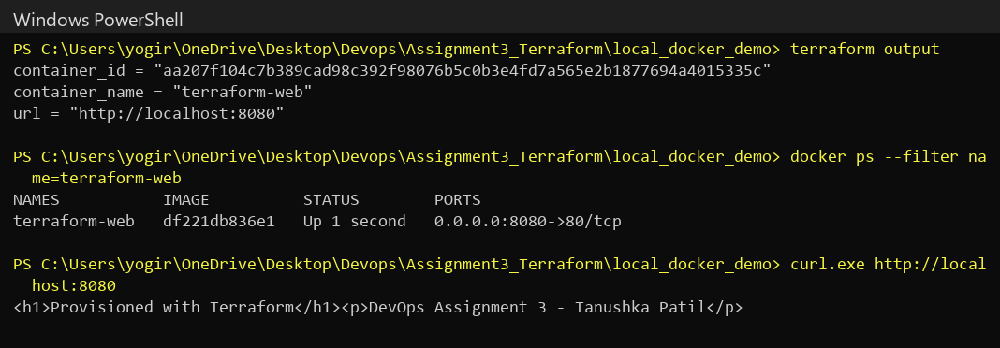 Windows PowerShell
PS C:\Users\yogir\OneDrive\Desktop\Devops\Assignment3_Terraform\local_docker_demo> terraform output
container_id = "aa207f104c7b389cad98c392f98076b5c0b3e4fd7a565e2b1877694a4015335c"
container_name = "terraform-web"
url = "http://localhost:8080"
PS C:\Users\yogir\OneDrive\Desktop\Devops\Assignment3_Terraform\local_docker_demo> docker ps --filter na
me=terraform-web
NAMES IMAGE STATUS PORTS
terraform-web df221db836e1 Up 1 second 0.0.0.0:8080->80/tcp
PS C:\Users\yogir\OneDrive\Desktop\Devops\Assignment3_Terraform\local_docker_demo> curl.exe http://local
host:8080
<h1>Provisioned with Terraform</h1><p>DevOps Assignment 3 - Tanushka Patil</p>